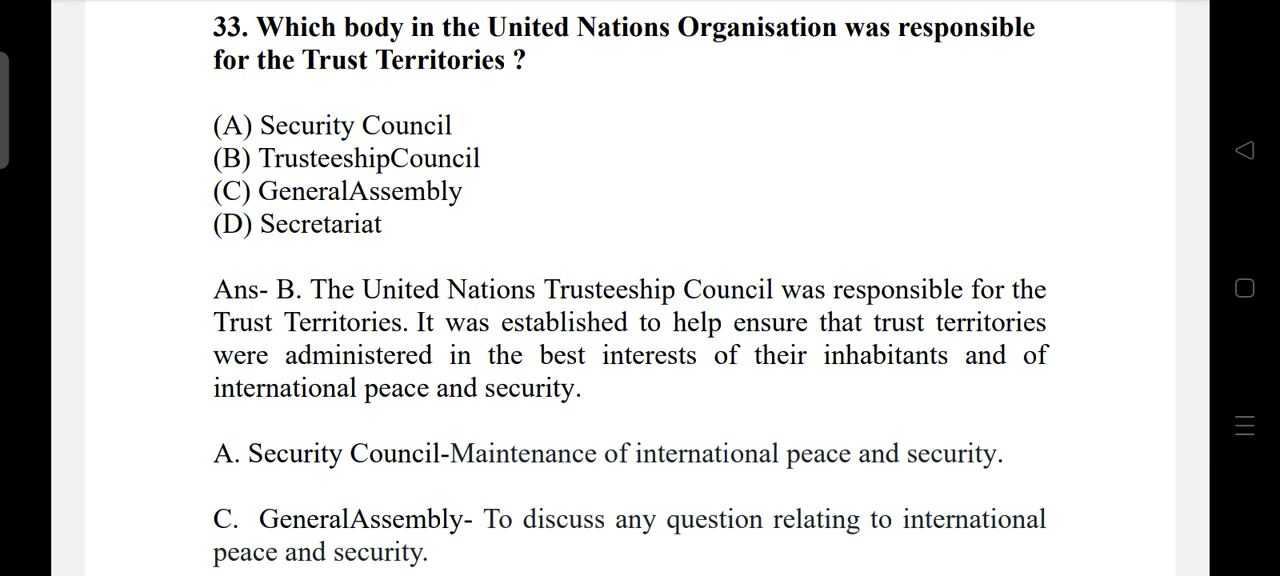 33. Which body in the United Nations Organisation was responsible
for the Trust Territories ?
(A) Security Council
(B) TrusteeshipCouncil
(C) GeneralAssembly
(D) Secretariat
Ans- B. The United Nations Trusteeship Council was responsible for the
Trust Territories. It was established to help ensure that trust territories
were administered in the best interests of their inhabitants and of
international peace and security.
A. Security Council-Maintenance of international peace and security.
C. GeneralAssembly- To discuss any question relating to international
peace and security.